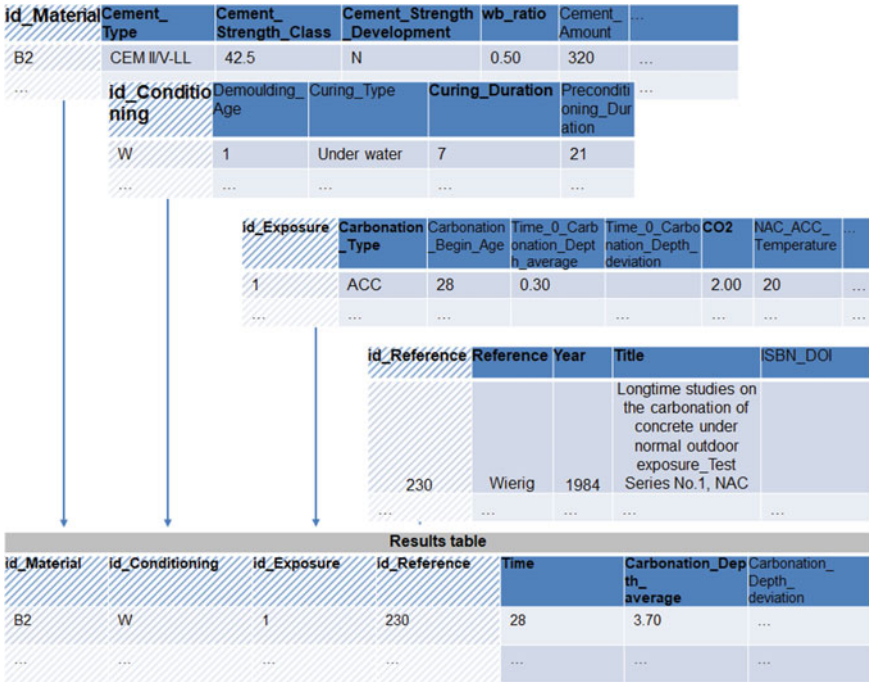 id_Material Cement_ Cement_ Cement_Strength wb_ratio Cement_ ...
Type Strength_Class _Development Amount
B2 CEM II/V-LL 42.5 N 0.50 320 ...
... ...
id_Conditio Demoulding_ Curing_Type Curing_Duration Preconditi
ning Age oning_Dur
ation
W 1 Under water 7 21
... ... ... ... ...
id_Exposure Carbonation Carbonation Time_0_Carb Time_0_Carbo CO2 NAC_ACC_ ...
_Type _Begin_Age onation_Dept nation_Depth_ Temperature
h_average deviation
1 ACC 28 0.30 2.00 20 ...
... ... ... ... ... ... ...
id_Reference Reference Year Title ISBN_DOI
Longtime studies on
the carbonation of
concrete under
normal outdoor
exposure_Test
230 Wierig 1984 Series No.1, NAC
... ... ... ... ...
Results table
id_Material id_Conditioning id_Exposure id_Reference Time Carbonation_Dep Carbonation_
th_ Depth_
average deviation
B2 W 1 230 28 3.70 ...
... ... ... ... ... ... ...